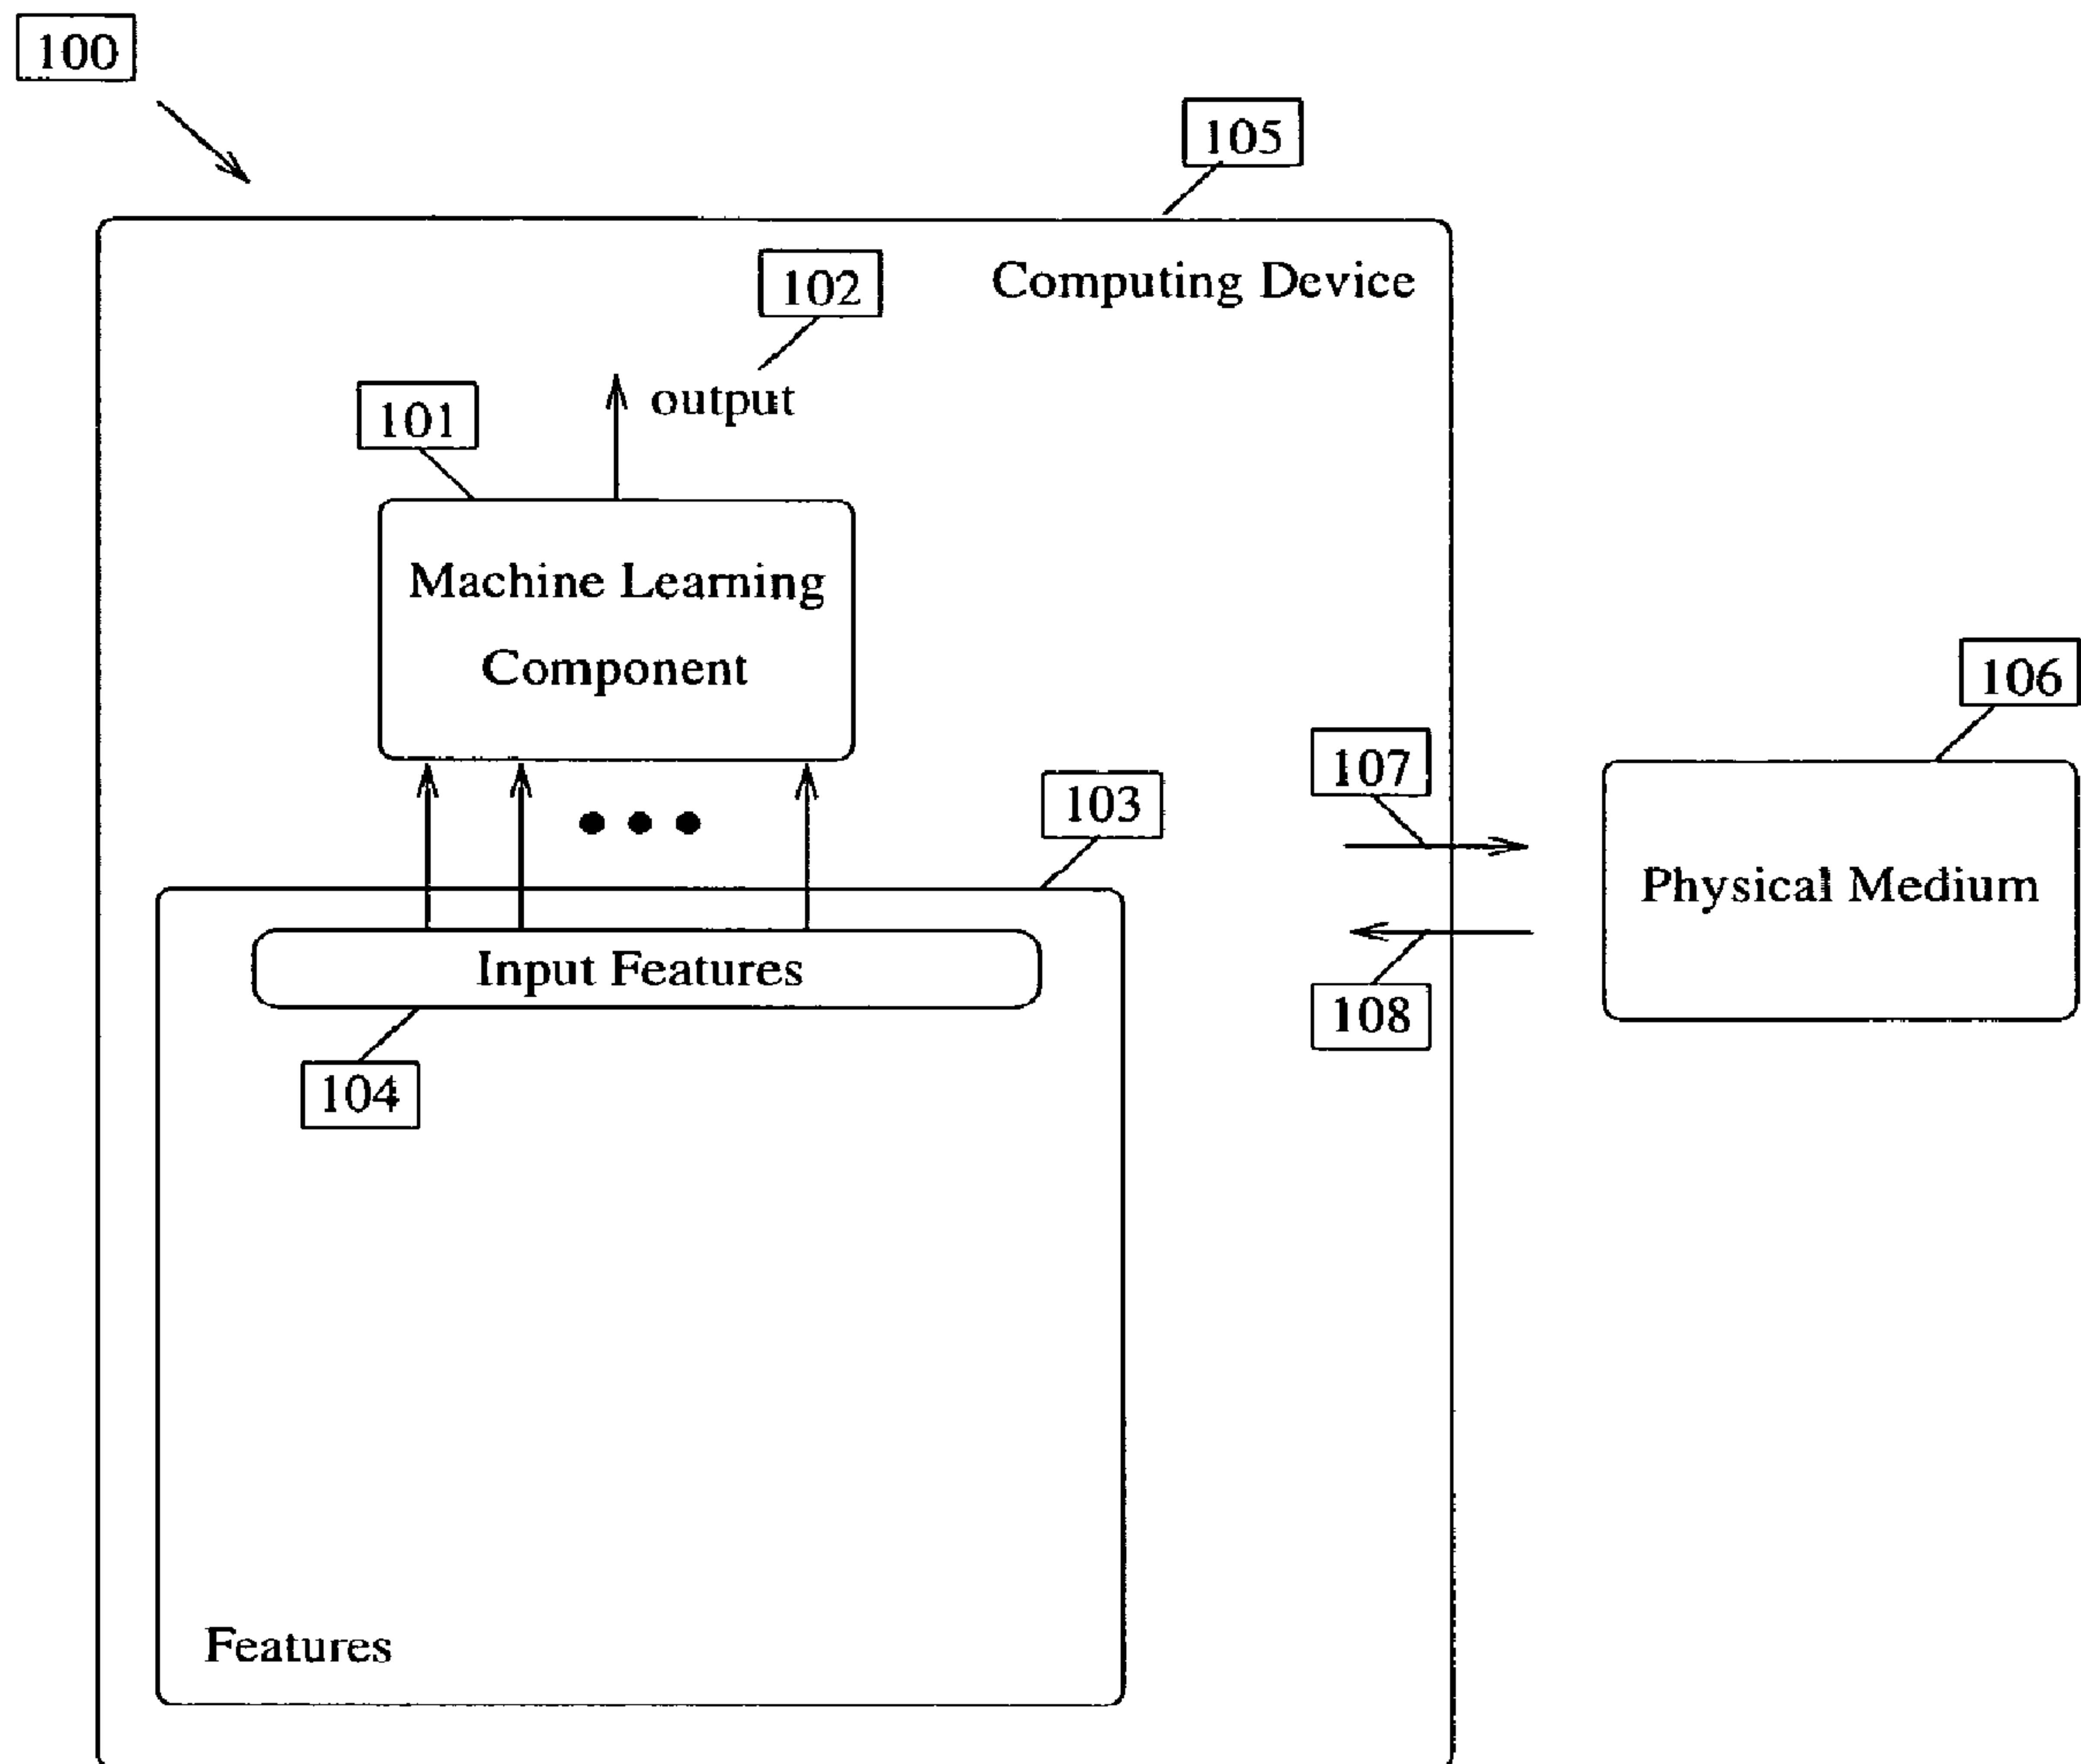 100
105
Computing Device
102
output
101
Machine Learning
Component
106
107
Physical Medium
103
Input Features
108
104
Features